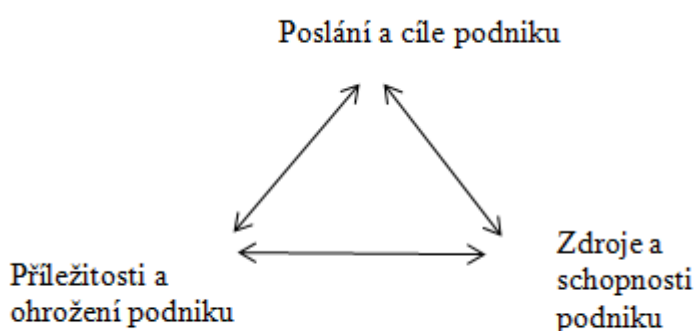 Poslání a cíle podniku
Příležitosti a
ohrožení podniku
Zdroje a
schopnosti
podniku